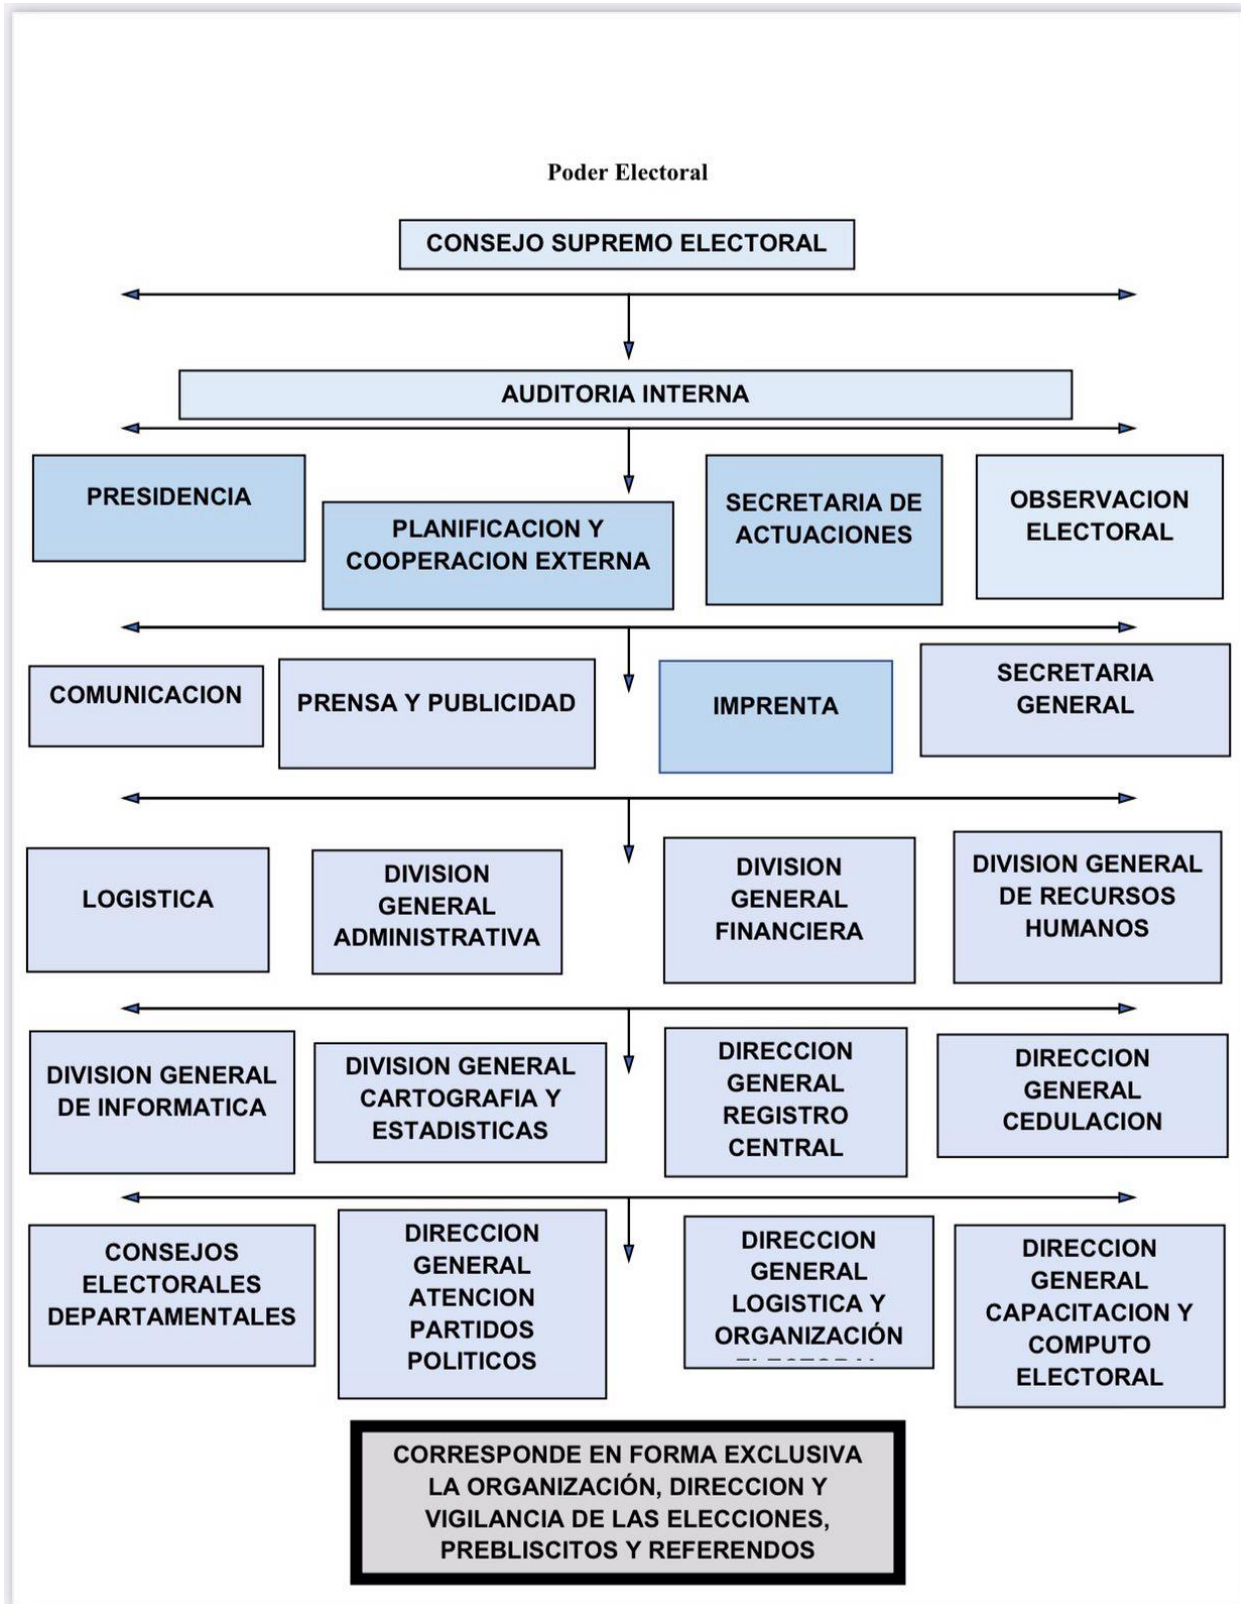 Poder Electoral
CONSEJO SUPREMO ELECTORAL
AUDITORIA INTERNA
PRESIDENCIA
PLANIFICACION Y
COOPERACION EXTERNA
SECRETARIA DE
ACTUACIONES
OBSERVACION
ELECTORAL
COMUNICACION
PRENSA Y PUBLICIDAD
IMPRENTA
SECRETARIA
GENERAL
LOGISTICA
DIVISION
GENERAL
ADMINISTRATIVA
DIVISION
GENERAL
FINANCIERA
DIVISION GENERAL
DE RECURSOS
HUMANOS
DIVISION GENERAL
DE INFORMATICA
DIVISION GENERAL
CARTOGRAFIA Y
ESTADISTICAS
DIRECCION
GENERAL
REGISTRO
CENTRAL
DIRECCION
GENERAL
CEDULACION
CONSEJOS
ELECTORALES
DEPARTAMENTALES
DIRECCION
GENERAL
ATENCION
PARTIDOS
POLITICOS
DIRECCION
GENERAL
LOGISTICA Y
ORGANIZACIÓN
DIRECCION
GENERAL
CAPACITACION Y
COMPUTO
ELECTORAL
CORRESPONDE EN FORMA EXCLUSIVA
LA ORGANIZACIÓN, DIRECCION Y
VIGILANCIA DE LAS ELECCIONES,
PREBLISCITOS Y REFERENDOS